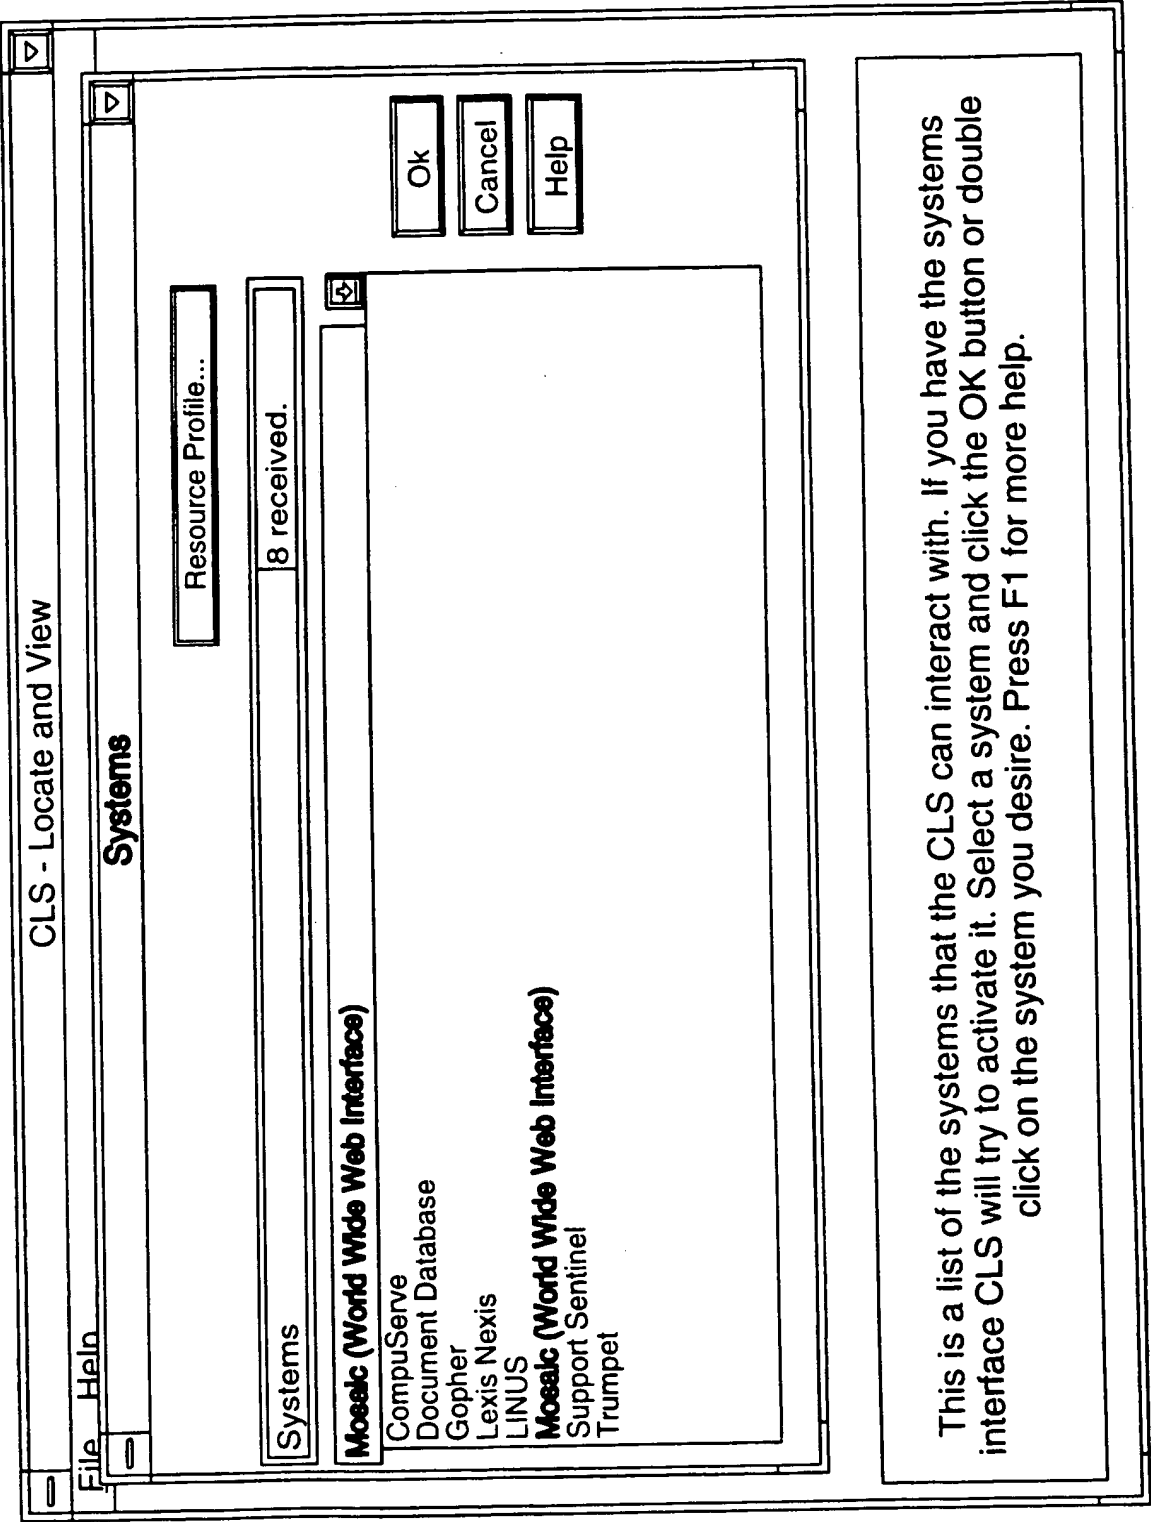 CLS - Locate and View
File Help
Systems
Resource Profile...
Systems 8 received.
Mosaic (World Wide Web Interface)
CompuServe
Document Database
Gopher
Lexis Nexis
LINUS
Mosaic (World Wide Web Interface)
Support Sentinel
Trumpet
Ok
Cancel
Help
This is a list of the systems that the CLS can interact with. If you have the systems
interface CLS will try to activate it. Select a system and click the OK button or double
click on the system you desire. Press F1 for more help.